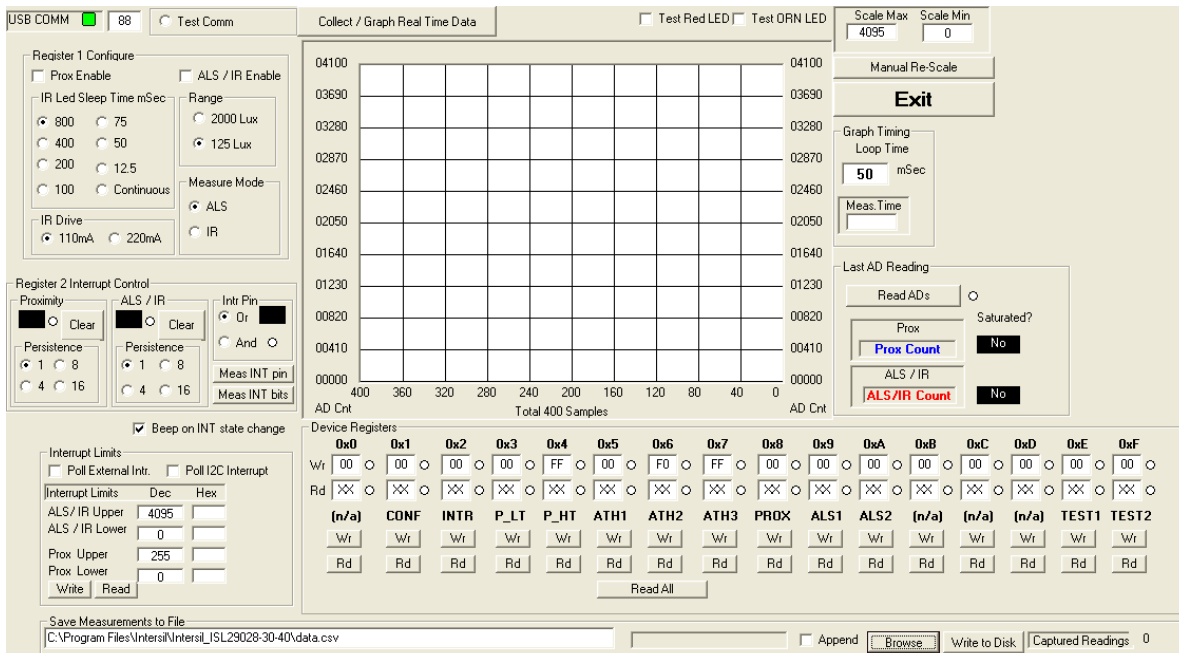 USB COMM 88 Test Comm Collect / Graph Real Time Data Test Red LED Test ORN LED Scale Max Scale Min
4095 0
Manual Re-Scale
Exit
Register 1 Configure
Prox Enable ALS / IR Enable
IR Led Sleep Time mSec Range
800 75 2000 Lux
400 50 125 Lux
200 12.5
100 Continuous
Measure Mode
ALS
IR
IR Drive
110mA 220mA
Register 2 Interrupt Control
Proximity ALS / IR Intr Pin
Clear Clear Or
And
Persistence Persistence
1 8 1 8
4 16 4 16
Meas INT pin
Meas INT bits
04100 04100
03690 03690
03280 03280
02870 02870
02460 02460
02050 02050
01640 01640
01230 01230
00820 00820
00410 00410
00000 00000
400 360 320 280 240 200 160 120 80 40 0
AD Cnt Total 400 Samples AD Cnt
Graph Timing
Loop Time
50 mSec
Meas.Time
Last AD Reading
Read ADs
Saturated?
Prox
Prox Count No
ALS / IR
ALS/IR Count No
Beep on INT state change
Interrupt Limits
Poll External Intr. Poll I2C Interrupt
Interrupt Limits Dec Hex
ALS/ IR Upper 4095
ALS / IR Lower 0
Prox Upper 255
Prox Lower 0
Write Read
Device Registers
0x0 0x1 0x2 0x3 0x4 0x5 0x6 0x7 0x8 0x9 0xA 0xB 0xC 0xD 0xE 0xF
Wr 00 00 00 00 FF 00 F0 FF 00 00 00 00 00 00 00 00
Rd XX XX XX XX XX XX XX XX XX XX XX XX XX XX XX XX
(n/a) CONF INTR P_LT P_HT ATH1 ATH2 ATH3 PROX ALS1 ALS2 (n/a) (n/a) (n/a) TEST1 TEST2
Wr Wr Wr Wr Wr Wr Wr Wr Wr Wr Wr Wr Wr Wr Wr Wr
Rd Rd Rd Rd Rd Rd Rd Rd Rd Rd Rd Rd Rd Rd Rd Rd
Read All
Save Measurements to File
C:\Program Files\Intersil\Intersil_ISL29028-30-40\data.csv Append Browse Write to Disk Captured Readings 0